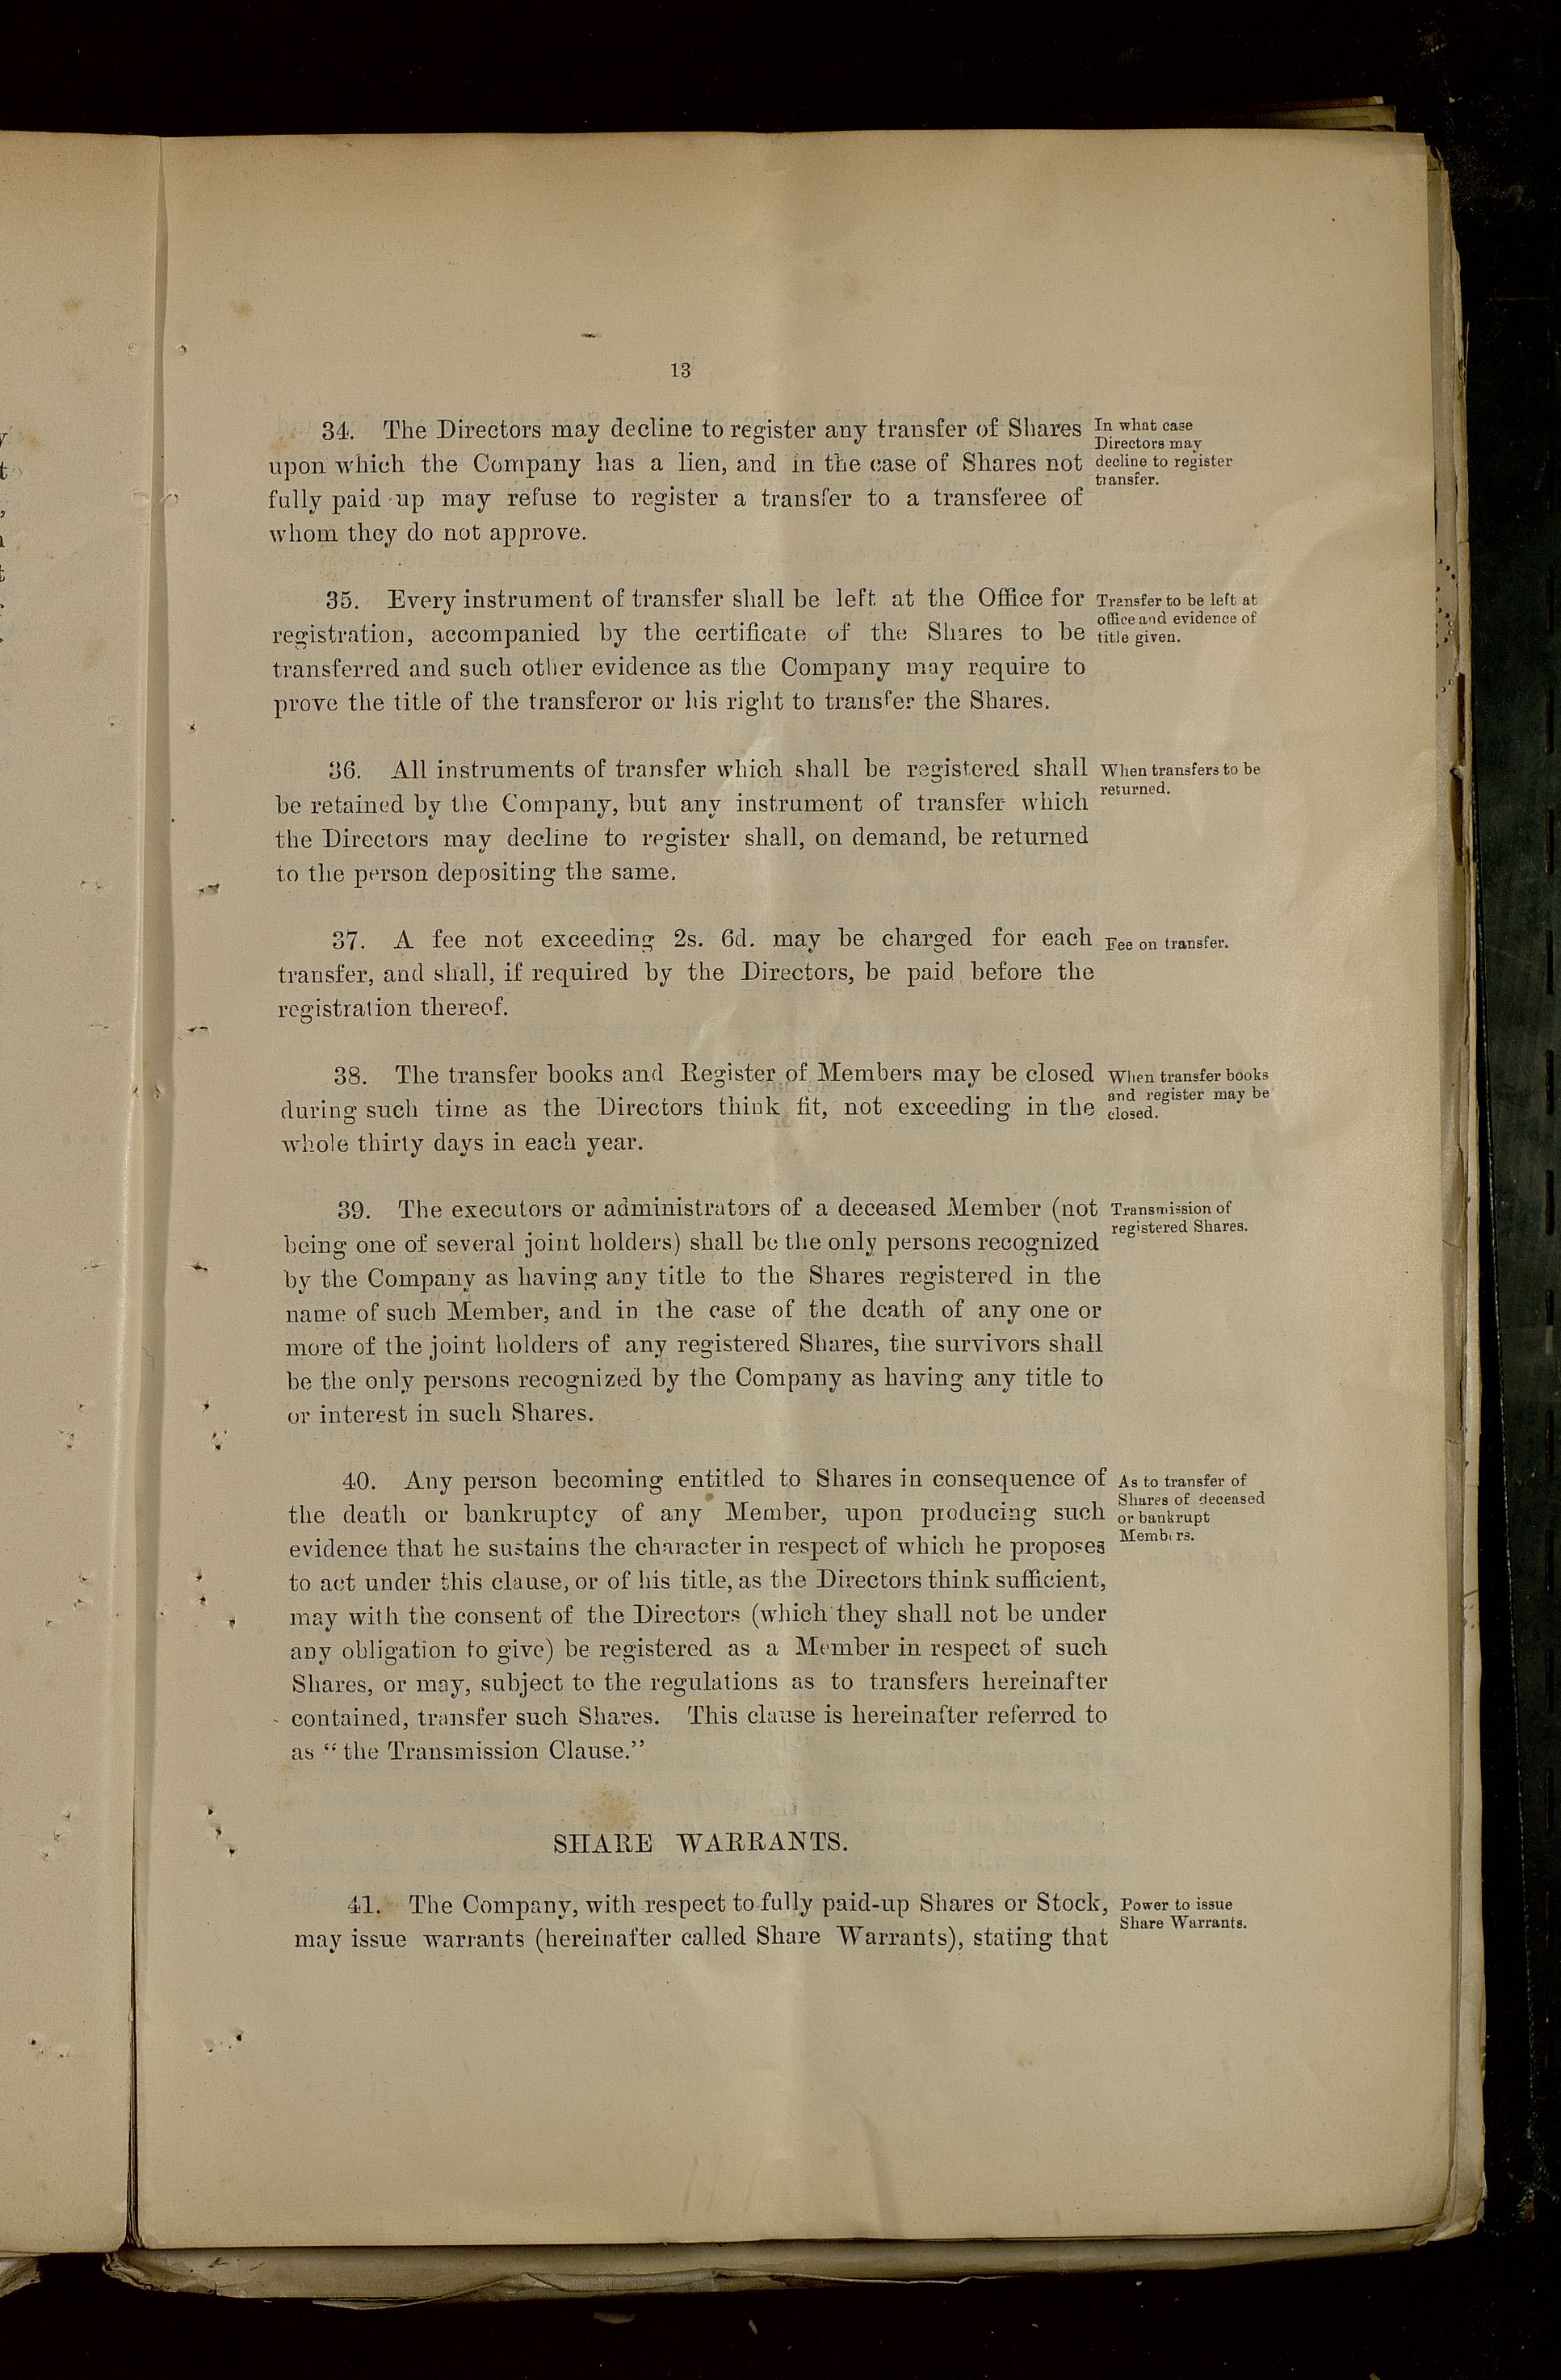 13
34. The Directors may decline to register any transfer of Shares
upon which the Company has a lien, and in the case of Shares not
fully paid up may refuse to register a transfer to a transferee of
whom they do not approve.
In what case
Directors may
decline to register
transfer.
35. Every instrument of transfer shall be left at the Office for
registration, accompanied by the certificate of the Shares to be
transferred and such other evidence as the Company may require to
prove the title of the transferor or his right to transfer the Shares.
Transfer to be left at
office and evidence of
title given.
36. All instruments of transfer which shall be registered shall
be retained by the Company, but any instrument of transfer which
the Directors may decline to register shall, on demand, be returned
to the person depositing the same.
When transfers to be
returned.
37. A fee not exceeding 2s. 6d. may be charged for each
transfer, and shall, if required by the Directors, be paid before the
registration thereof.
Fee on transfer.
38. The transfer books and Register of Members may be closed
during such time as the Directors think fit, not exceeding in the
whole thirty days in each year.
When transfer books
and register may be
closed.
39. The executors or administrators of a deceased Member (not
being one of several joint holders) shall be the only persons recognized
by the Company as having any title to the Shares registered in the
name of such Member, and in the case of the death of any one or
more of the joint holders of any registered Shares, the survivors shall
be the only persons recognized by the Company as having any title to
or interest in such Shares.
Transmission of
registered Shares.
40. Any person becoming entitled to Shares in consequence of
the death or bankruptcy of any Member, upon producing such
evidence that he sustains the character in respect of which he proposes
to act under this clause, or of his title, as the Directors think sufficient,
may with the consent of the Directors (which they shall not be under
any obligation to give) be registered as a Member in respect of such
Shares, or may, subject to the regulations as to transfers hereinafter
contained, transfer such Shares. This clause is hereinafter referred to
as "the Transmission Clause."
As to transfer of
Shares of deceased
or bankrupt
Members.
SHARE WARRANTS.
41. The Company, with respect to fully paid-up Shares or Stock,
may issue warrants (hereinafter called Share Warrants), stating that
Power to issue
Share Warrants.